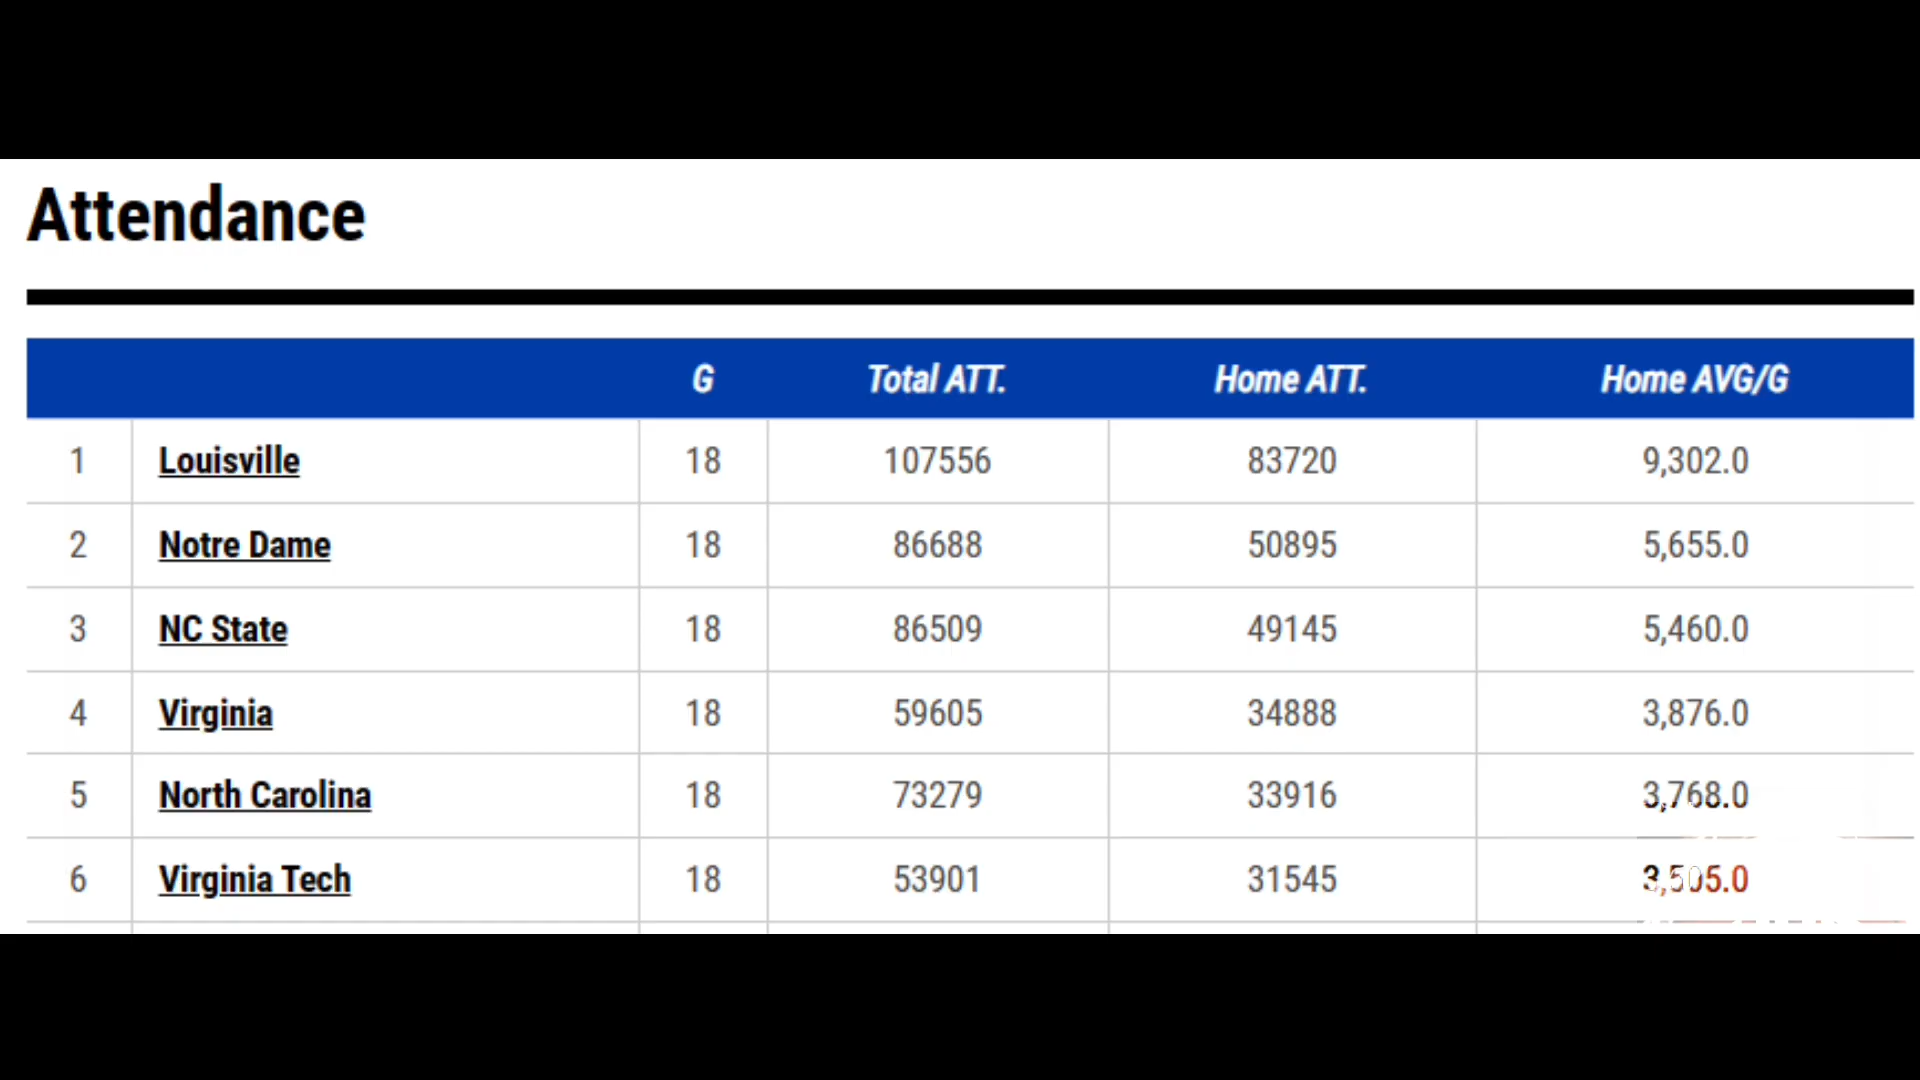 Attendance
G Total ATT. Home ATT. Home AVG/G
1 Louisville 18 107556 83720 9,302.0
2 Notre Dame 18 86688 50895 5,655.0
3 NC State 18 86509 49145 5,460.0
4 Virginia 18 59605 34888 3,876.0
5 North Carolina 18 73279 33916 3,768.0
6 Virginia Tech 18 53901 31545 3,505.0